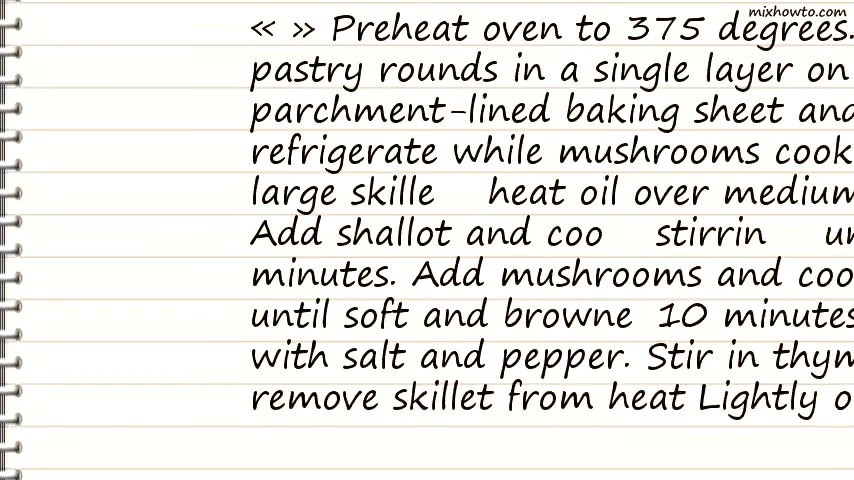 mixhowto.com
« » Preheat oven to 375 degrees.
pastry rounds in a single layer on
parchment-lined baking sheet and
refrigerate while mushrooms cook
large skille heat oil over medium
Add shallot and coo stirrin
minutes. Add mushrooms and coo
until soft and browne 10 minutes
with salt and pepper. Stir in thym
remove skillet from heat Lightly o